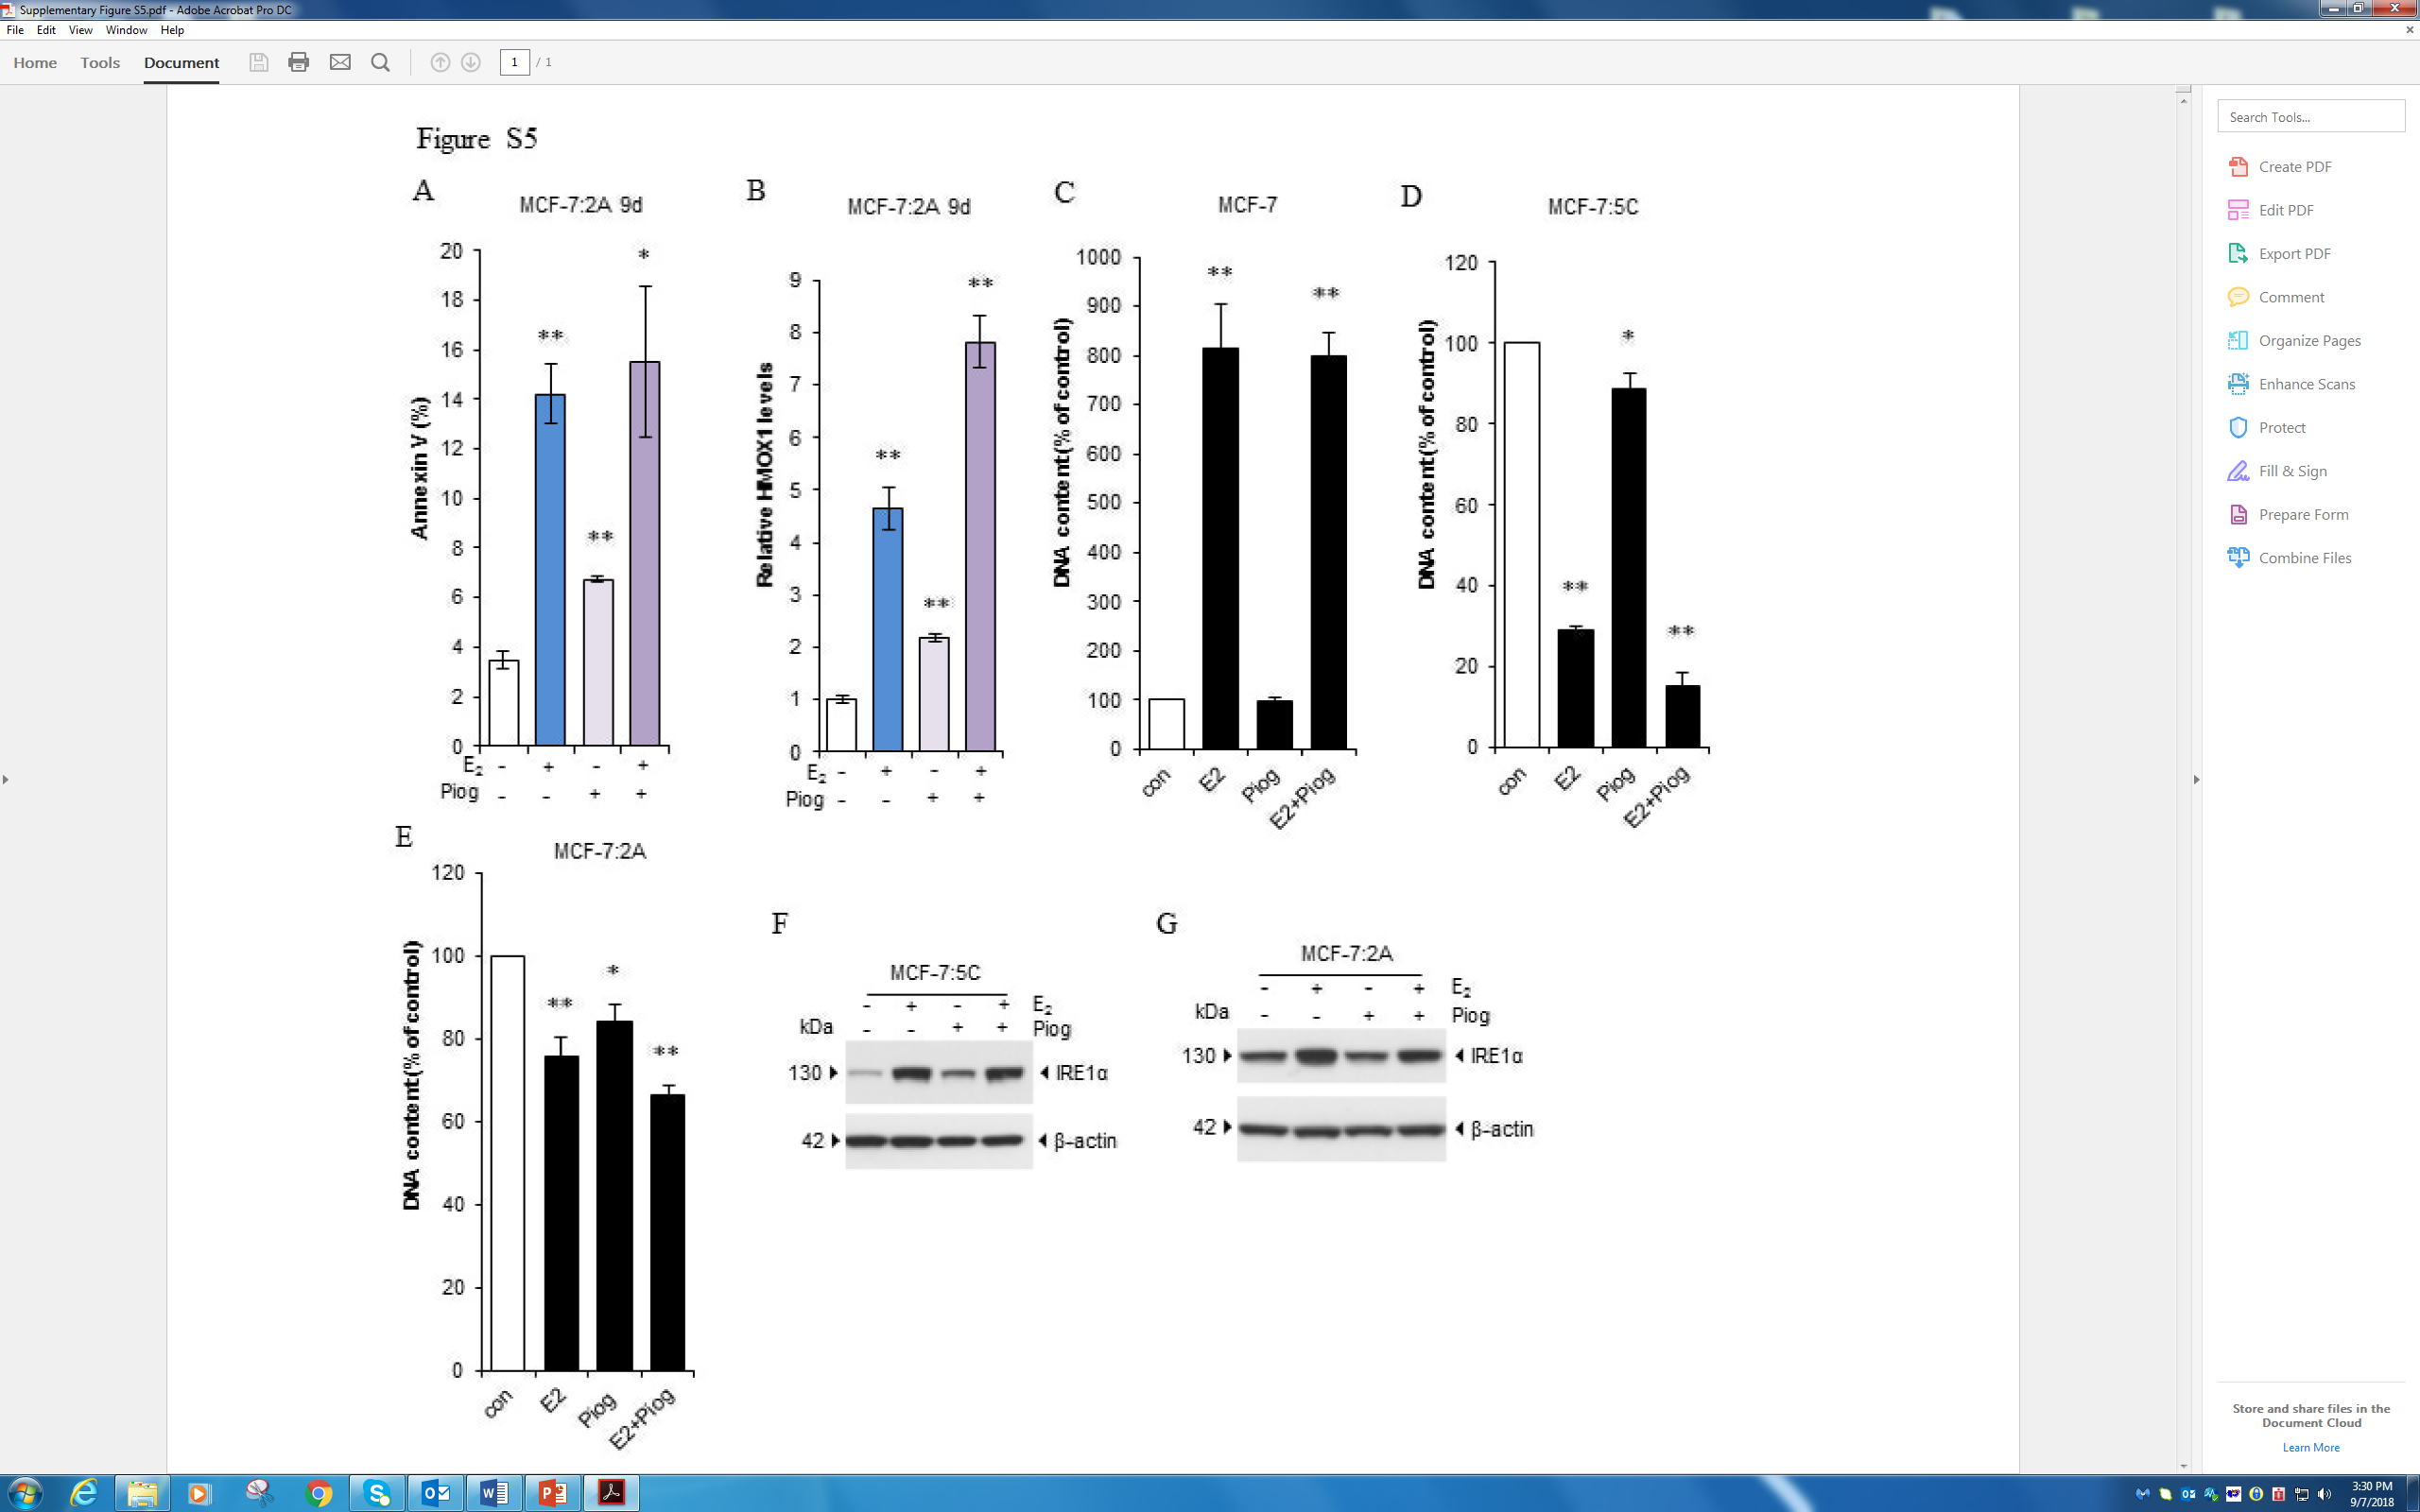 Supplementary Figure S5.pdf - Adobe Acrobat Pro DC
File Edit View Window Help
Home Tools Document 1 / 1
Search Tools...
Create PDF
Edit PDF
Export PDF
Comment
Organize Pages
Enhance Scans
Protect
Fill & Sign
Prepare Form
Combine Files
Store and share files in the
Document Cloud
Learn More
Figure S5
A
MCF-7:2A 9d
Annexin V (%)
20
18
16
14
12
10
8
6
4
2
0
**
**
*
E2 - + - +
Piog - - + +
B
MCF-7:2A 9d
Relative HMOX1 levels
9
8
7
6
5
4
3
2
1
0
**
**
**
E2 - + - +
Piog - - + +
C
MCF-7
DNA content (% of control)
1000
900
800
700
600
500
400
300
200
100
0
**
**
con E2 Piog E2+Piog
D
MCF-7:5C
DNA content (% of control)
120
100
80
60
40
20
0
**
*
**
con E2 Piog E2+Piog
E
MCF-7:2A
DNA content (% of control)
120
100
80
60
40
20
0
**
*
**
con E2 Piog E2+Piog
F
MCF-7:5C
- + - + E2
kDa - - + + Piog
130 IRE1α
42 β-actin
G
MCF-7:2A
- + - + E2
kDa - - + + Piog
130 IRE1α
42 β-actin
3:30 PM
9/7/2018